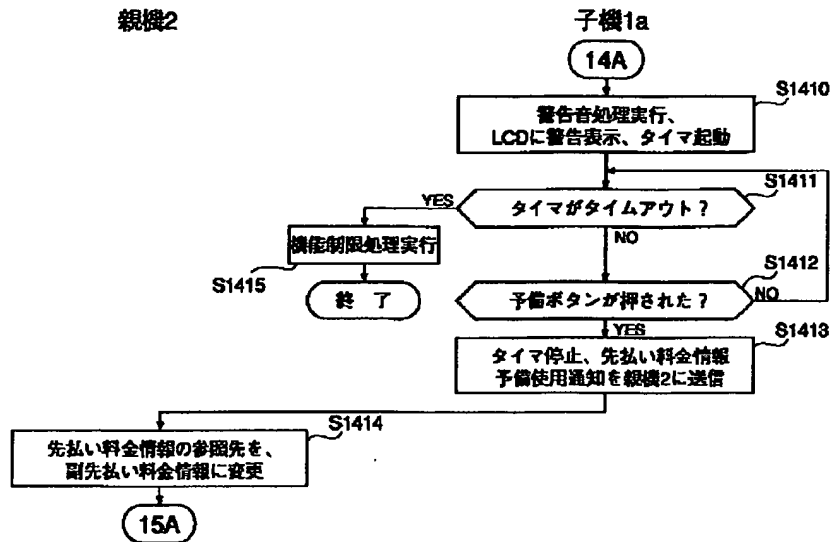 親機2
子機1a
14A
S1410
警告音処理実行、
LCDに警告表示、タイマ起動
S1411
タイマがタイムアウト？
YES
NO
機能制限処理実行
S1415
終 了
S1412
予備ボタンが押された？
NO
YES
S1413
タイマ停止、先払い料金情報
予備使用通知を親機2に送信
S1414
先払い料金情報の参照先を、
副先払い料金情報に変更
15A